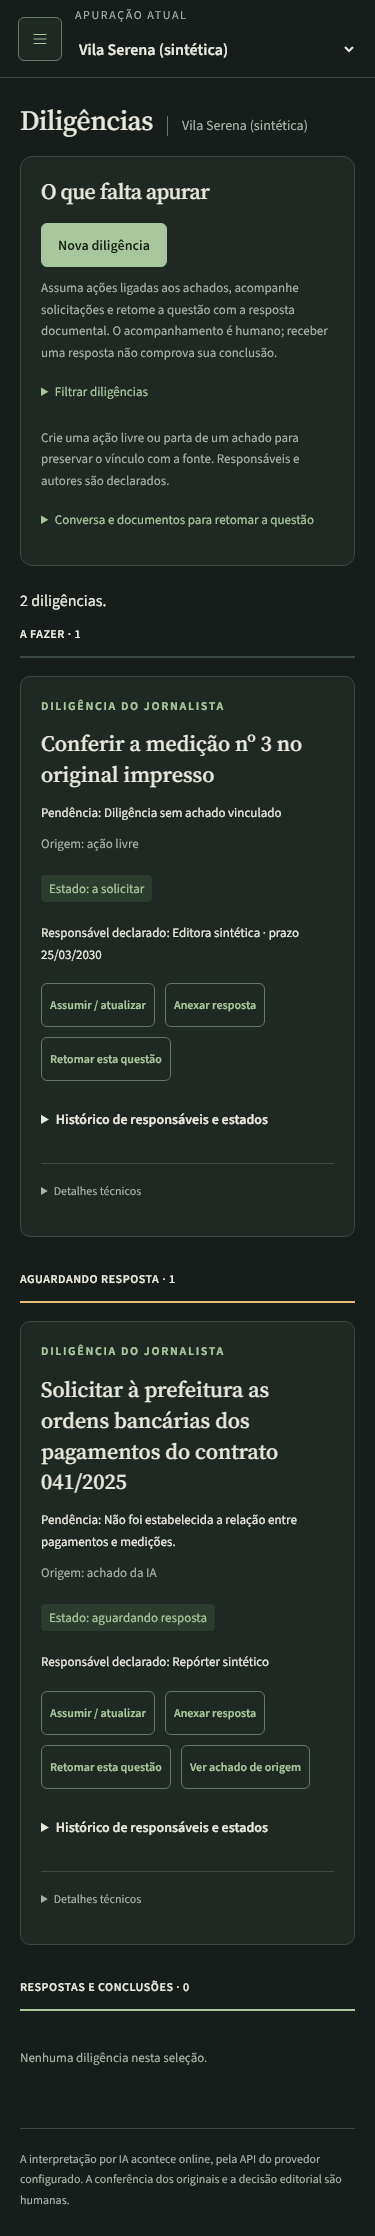 APURAÇÃO ATUAL
Vila Serena (sintética)
Diligências
Vila Serena (sintética)
O que falta apurar
Nova diligência
Assuma ações ligadas aos achados, acompanhe
solicitações e retome a questão com a resposta
documental. O acompanhamento é humano; receber
uma resposta não comprova sua conclusão.
Filtrar diligências
Crie uma ação livre ou parta de um achado para
preservar o vínculo com a fonte. Responsáveis e
autores são declarados.
Conversa e documentos para retomar a questão
2 diligências.
A FAZER · 1
DILIGÊNCIA DO JORNALISTA
Conferir a medição nº 3 no
original impresso
Pendência: Diligência sem achado vinculado
Origem: ação livre
Estado: a solicitar
Responsável declarado: Editora sintética · prazo
25/03/2030
Assumir / atualizar
Anexar resposta
Retomar esta questão
Histórico de responsáveis e estados
Detalhes técnicos
AGUARDANDO RESPOSTA · 1
DILIGÊNCIA DO JORNALISTA
Solicitar à prefeitura as
ordens bancárias dos
pagamentos do contrato
041/2025
Pendência: Não foi estabelecida a relação entre
pagamentos e medições.
Origem: achado da IA
Estado: aguardando resposta
Responsável declarado: Repórter sintético
Assumir / atualizar
Anexar resposta
Retomar esta questão
Ver achado de origem
Histórico de responsáveis e estados
Detalhes técnicos
RESPOSTAS E CONCLUSÕES · 0
Nenhuma diligência nesta seleção.
A interpretação por IA acontece online, pela API do provedor
configurado. A conferência dos originais e a decisão editorial são
humanas.